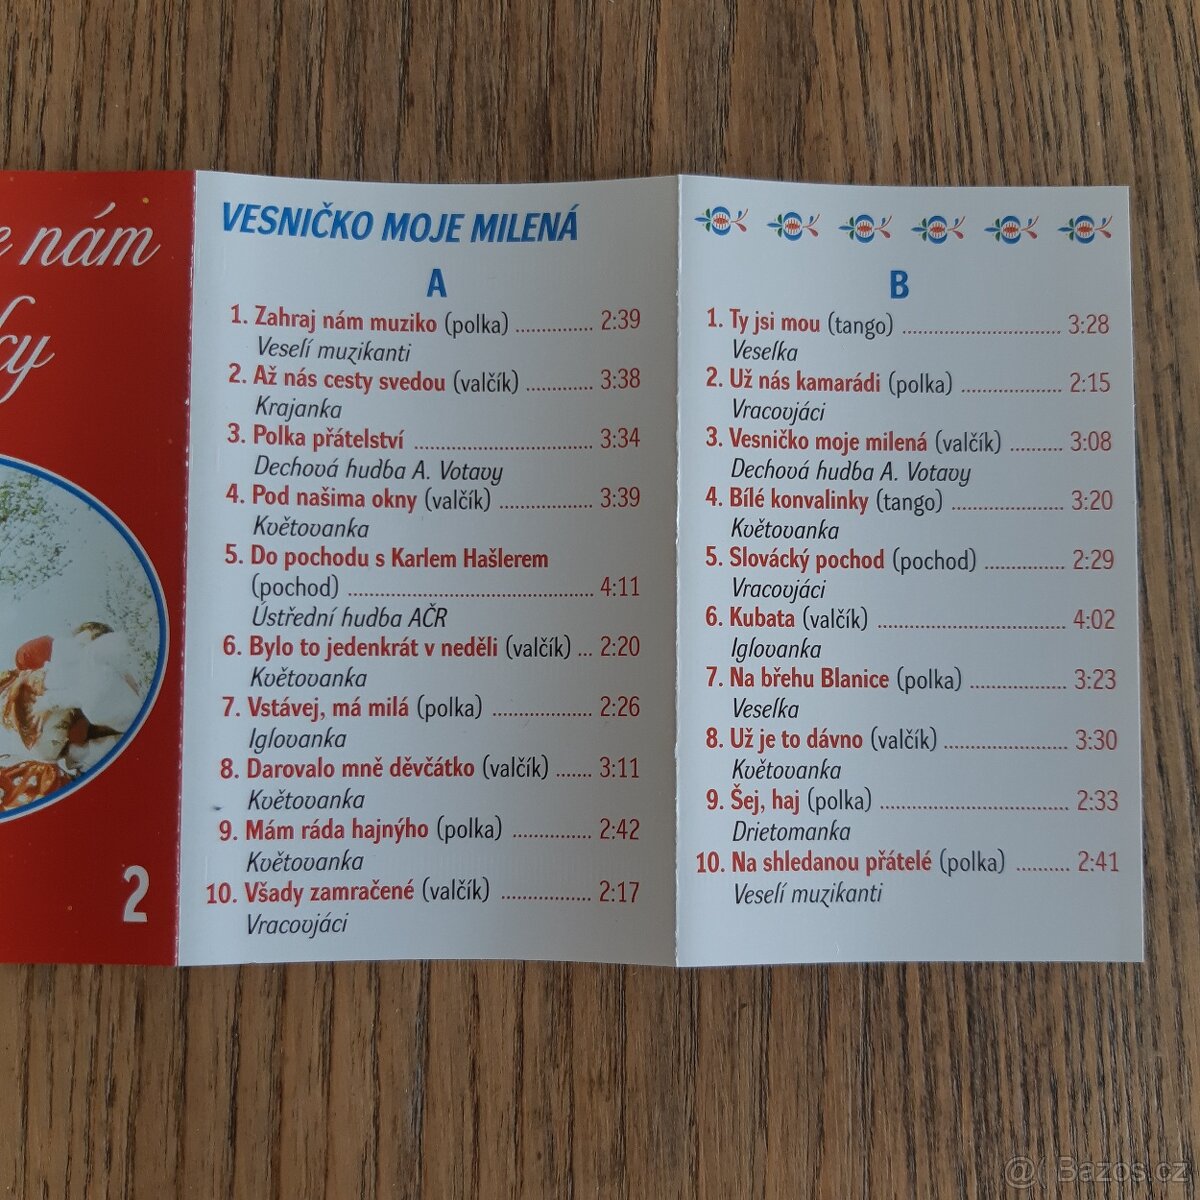 e nám
ky
2
VESNIČKO MOJE MILENÁ
A
1. Zahraj nám muziko (polka) ............. 2:39
Veselí muzikanti
2. Až nás cesty svedou (valčík) ........... 3:38
Krajanka
3. Polka přátelství .............................. 3:34
Dechová hudba A. Votavy
4. Pod našima okny (valčík) ................ 3:39
Květovanka
5. Do pochodu s Karlem Hašlerem
(pochod) ......................................... 4:11
Ústřední hudba AČR
6. Bylo to jedenkrát v neděli (valčík) ... 2:20
Květovanka
7. Vstávej, má milá (polka) ................. 2:26
Iglovanka
8. Darovalo mně děvčátko (valčík) ....... 3:11
Květovanka
9. Mám ráda hajnýho (polka) ............. 2:42
Květovanka
10. Všady zamračené (valčík) ............... 2:17
Vracovjáci
B
1. Ty jsi mou (tango) .......................... 3:28
Veselka
2. Už nás kamarádi (polka) ................. 2:15
Vracovjáci
3. Vesničko moje milená (valčík) ......... 3:08
Dechová hudba A. Votavy
4. Bílé konvalinky (tango) ................... 3:20
Květovanka
5. Slovácký pochod (pochod) .............. 2:29
Vracovjáci
6. Kubata (valčík) ................................ 4:02
Iglovanka
7. Na břehu Blanice (polka) ................ 3:23
Veselka
8. Už je to dávno (valčík) ..................... 3:30
Květovanka
9. Šej, haj (polka) ................................ 2:33
Drietomanka
10. Na shledanou přátelé (polka) ......... 2:41
Veselí muzikanti
@( Bazos.cz